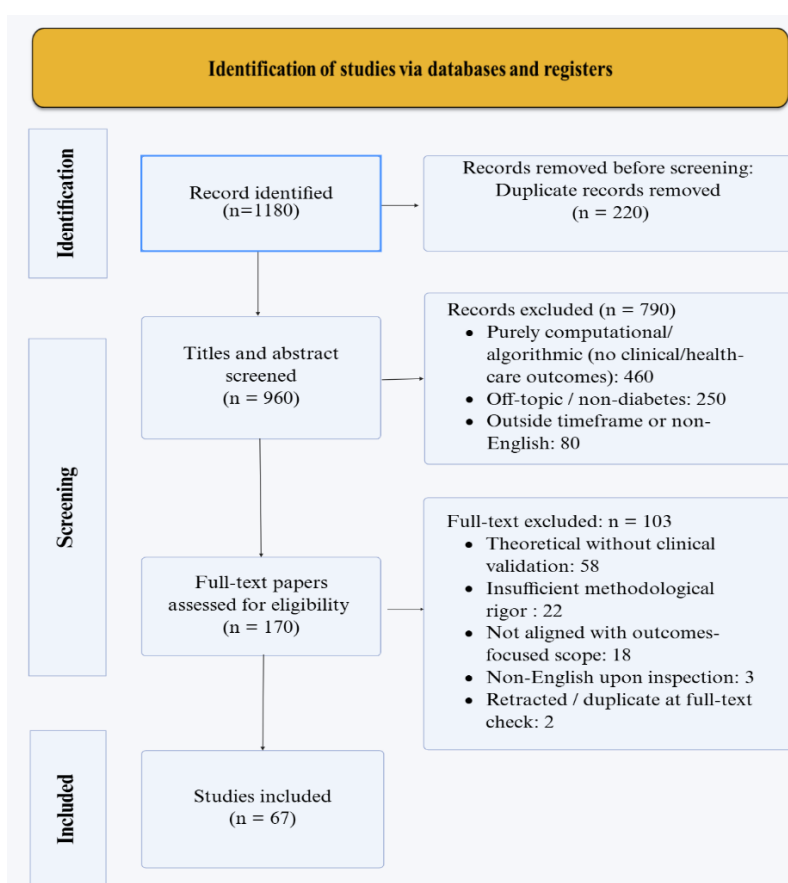 Identification of studies via databases and registers
Identification
Record identified
(n=1180)
Records removed before screening:
Duplicate records removed
(n = 220)
Screening
Titles and abstract
screened
(n = 960)
Records excluded (n = 790)
• Purely computational/
algorithmic (no clinical/health-
care outcomes): 460
• Off-topic / non-diabetes: 250
• Outside timeframe or non-
English: 80
Full-text papers
assessed for eligibility
(n = 170)
Full-text excluded: n = 103
• Theoretical without clinical
validation: 58
• Insufficient methodological
rigor : 22
• Not aligned with outcomes-
focused scope: 18
• Non-English upon inspection: 3
• Retracted / duplicate at full-text
check: 2
Included
Studies included
(n = 67)